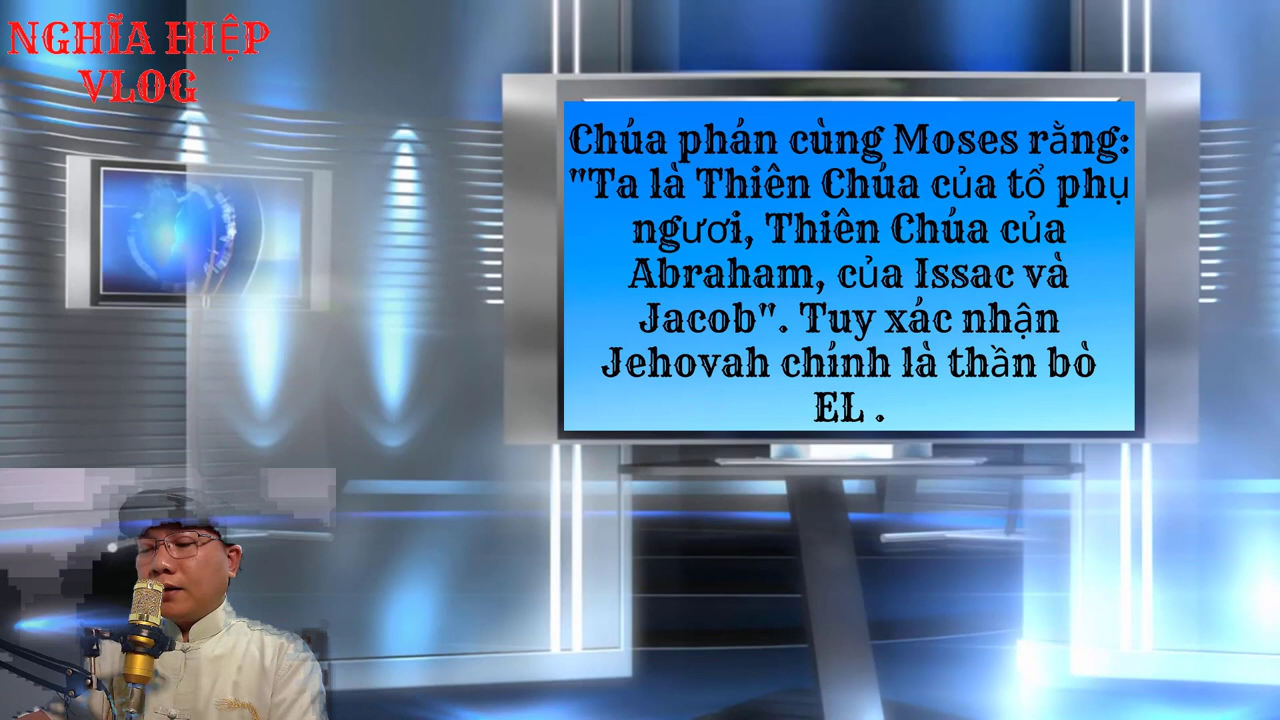 NGHĨA HIỆP
VLOG
Chúa phán cùng Moses rằng:
"Ta là Thiên Chúa của tổ phụ
ngươi, Thiên Chúa của
Abraham, của Issac và
Jacob". Tuy xác nhận
Jehovah chính là thần bò
EL .